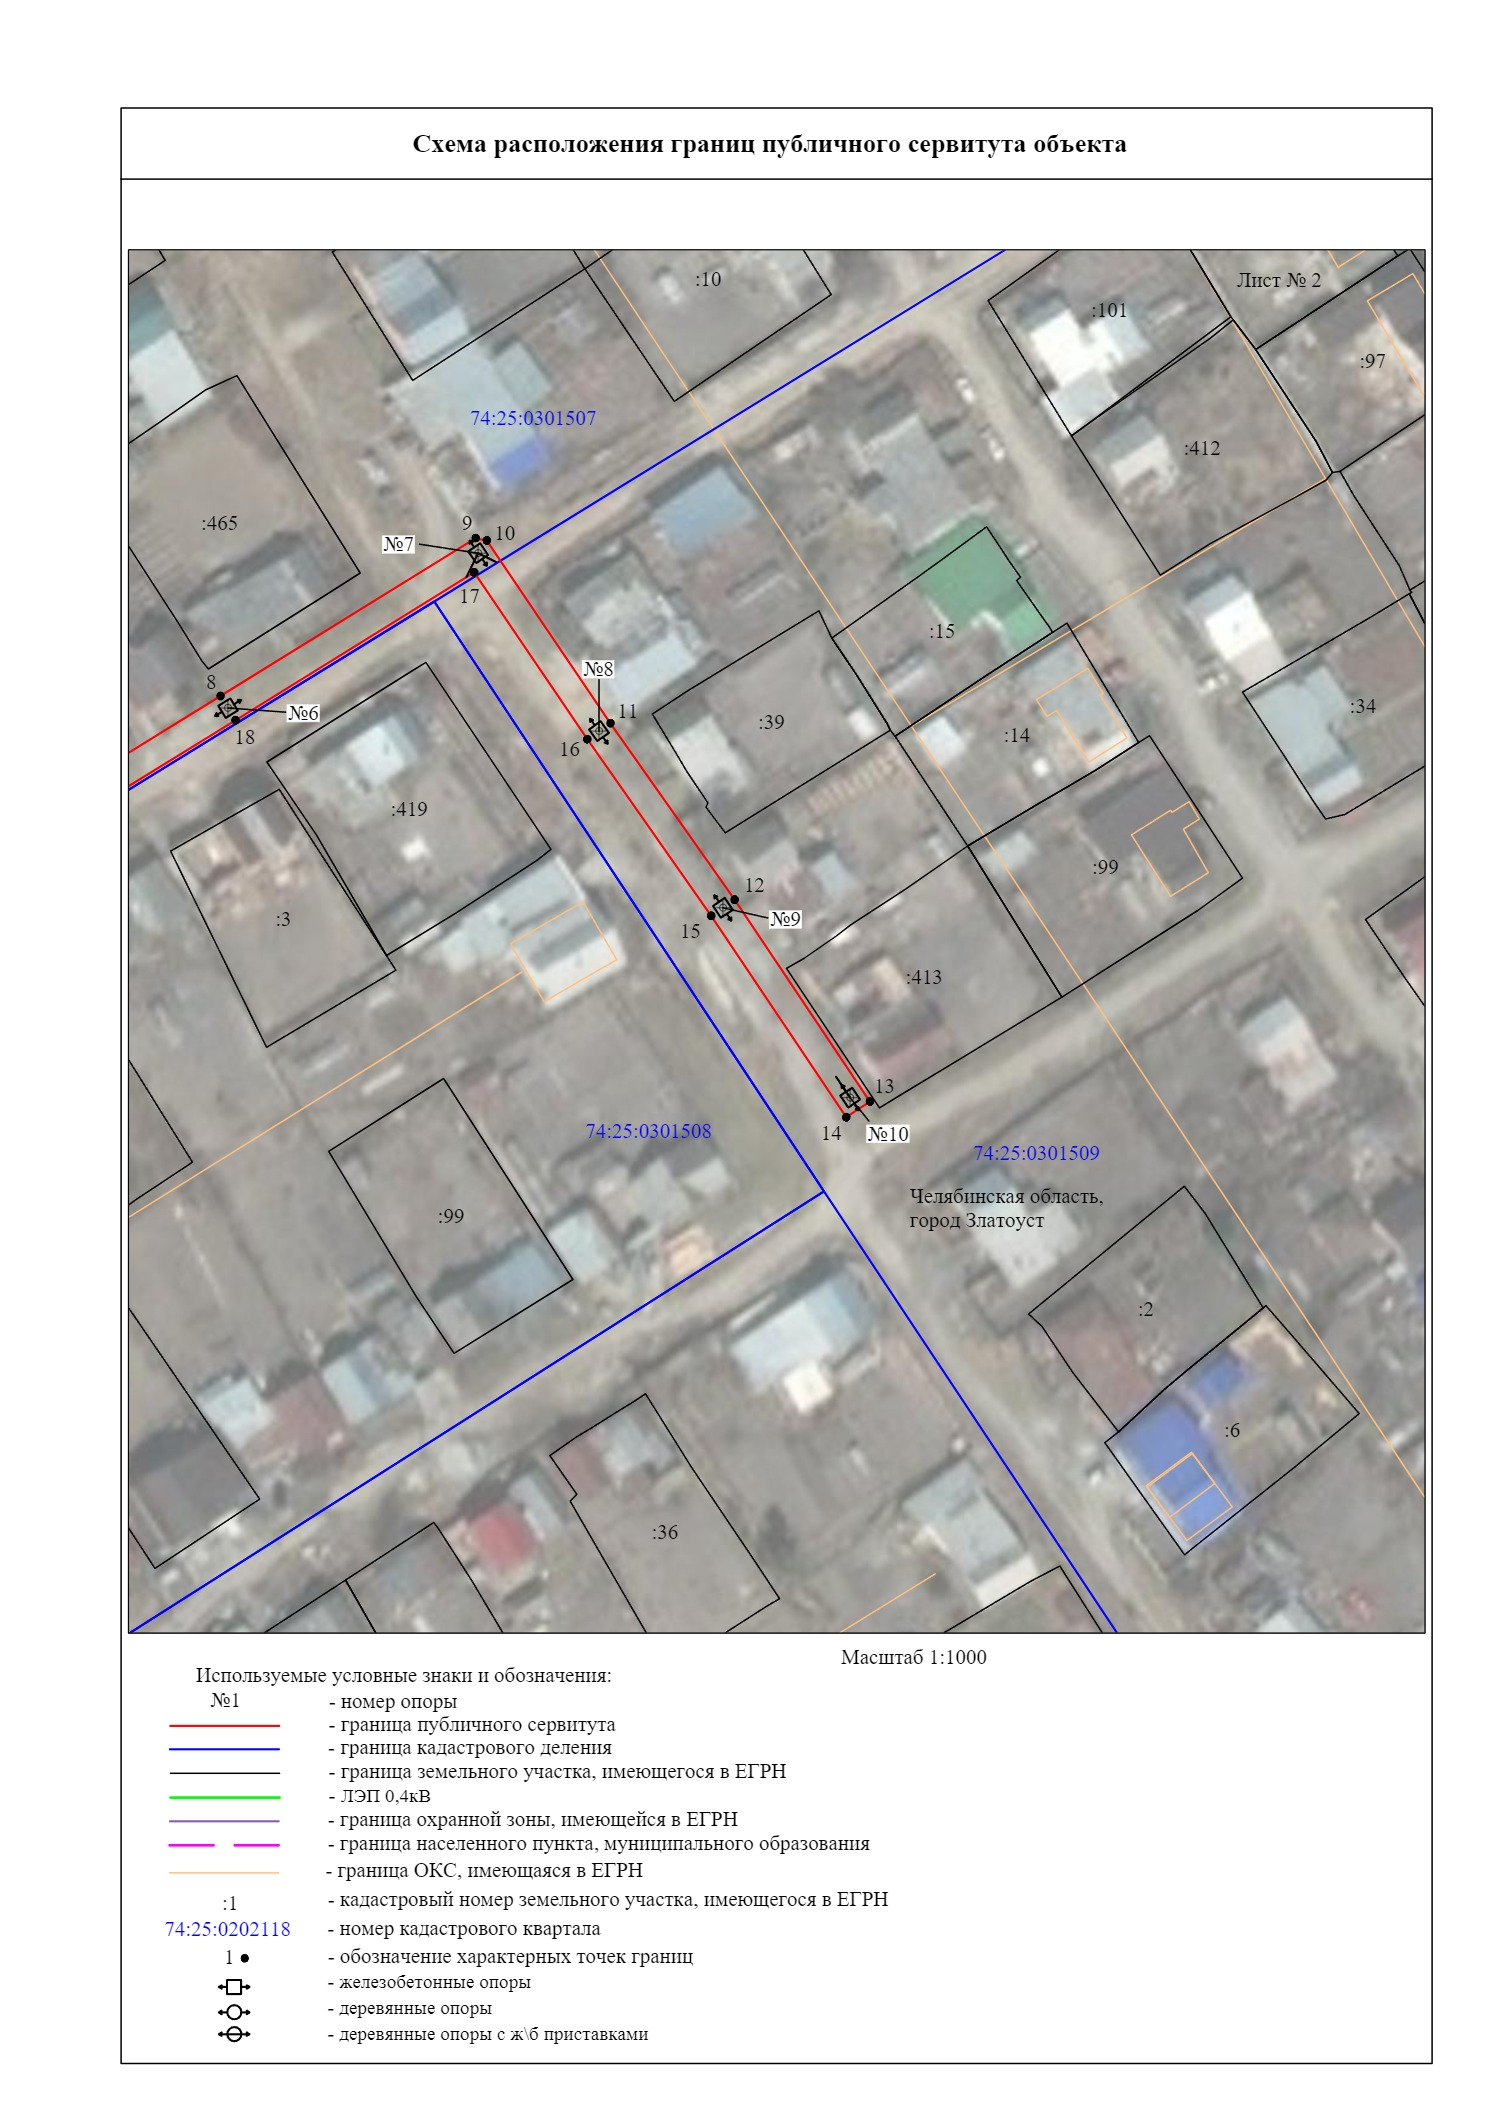 Схема расположения границ публичного сервитута объекта
Лист № 2
:10
:101
:97
74:25:0301507
:412
:465
9
10
№7
17
:15
8
№6
18
№8
11
16
:39
:14
:34
:419
:3
:99
12
№9
15
:413
13
14
№10
74:25:0301508
74:25:0301509
Челябинская область,
город Златоуст
:99
:2
:6
:36
Масштаб 1:1000
Используемые условные знаки и обозначения:
№1 - номер опоры
- граница публичного сервитута
- граница кадастрового деления
- граница земельного участка, имеющегося в ЕГРН
- ЛЭП 0,4кВ
- граница охранной зоны, имеющейся в ЕГРН
- граница населенного пункта, муниципального образования
- граница ОКС, имеющаяся в ЕГРН
:1 - кадастровый номер земельного участка, имеющегося в ЕГРН
74:25:0202118 - номер кадастрового квартала
1 - обозначение характерных точек границ
- железобетонные опоры
- деревянные опоры
- деревянные опоры с ж\б приставками